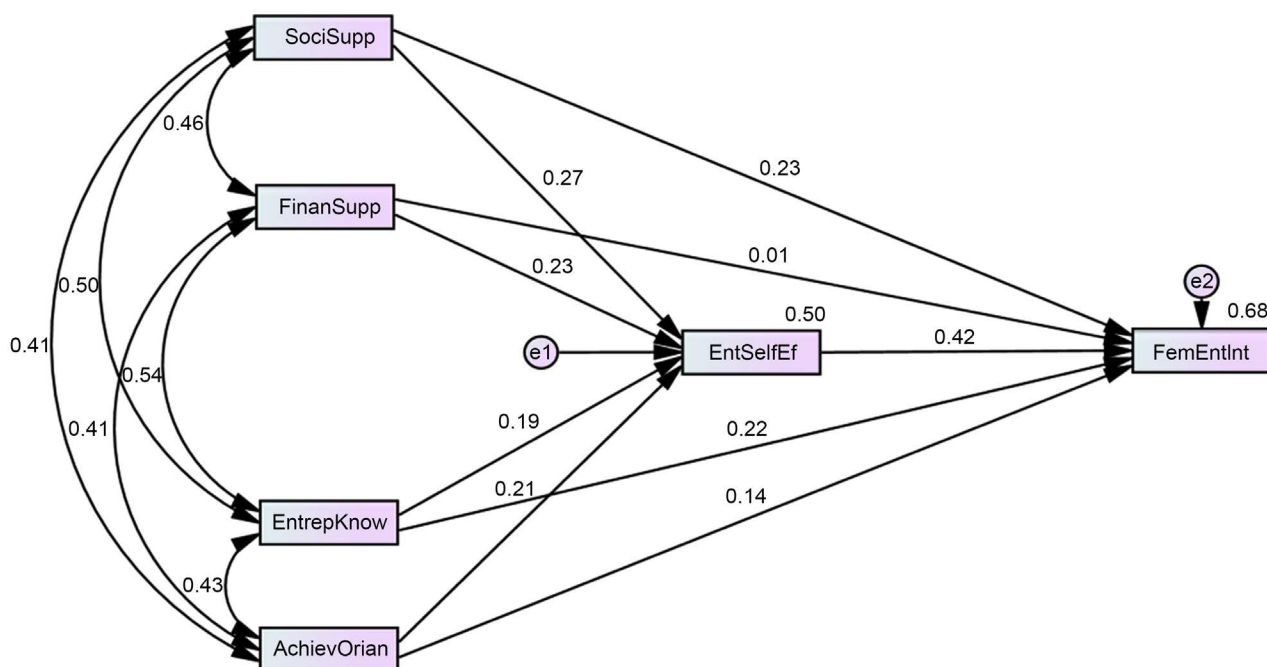 SociSupp
0.46
0.23
0.27
FinanSupp
0.01
0.23
0.50
e2
0.50
0.68
0.41
e1
EntSelfEf
0.42
FemEntInt
0.54
0.41
0.19
0.22
0.21
0.14
EntrepKnow
0.43
AchievOrian